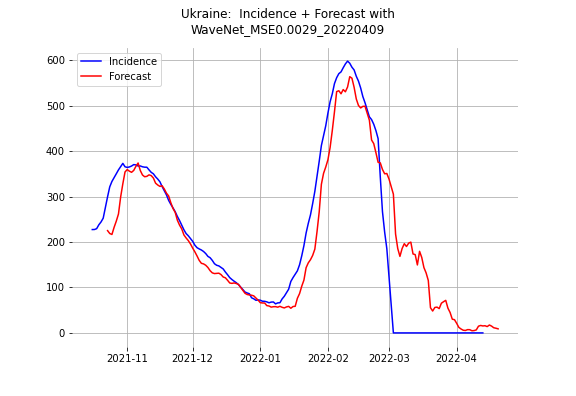 Ukraine:  Incidence + Forecast with
WaveNet_MSE0.0029_20220409
Incidence
Forecast
600
500
400
300
200
100
0
2021-11 2021-12 2022-01 2022-02 2022-03 2022-04